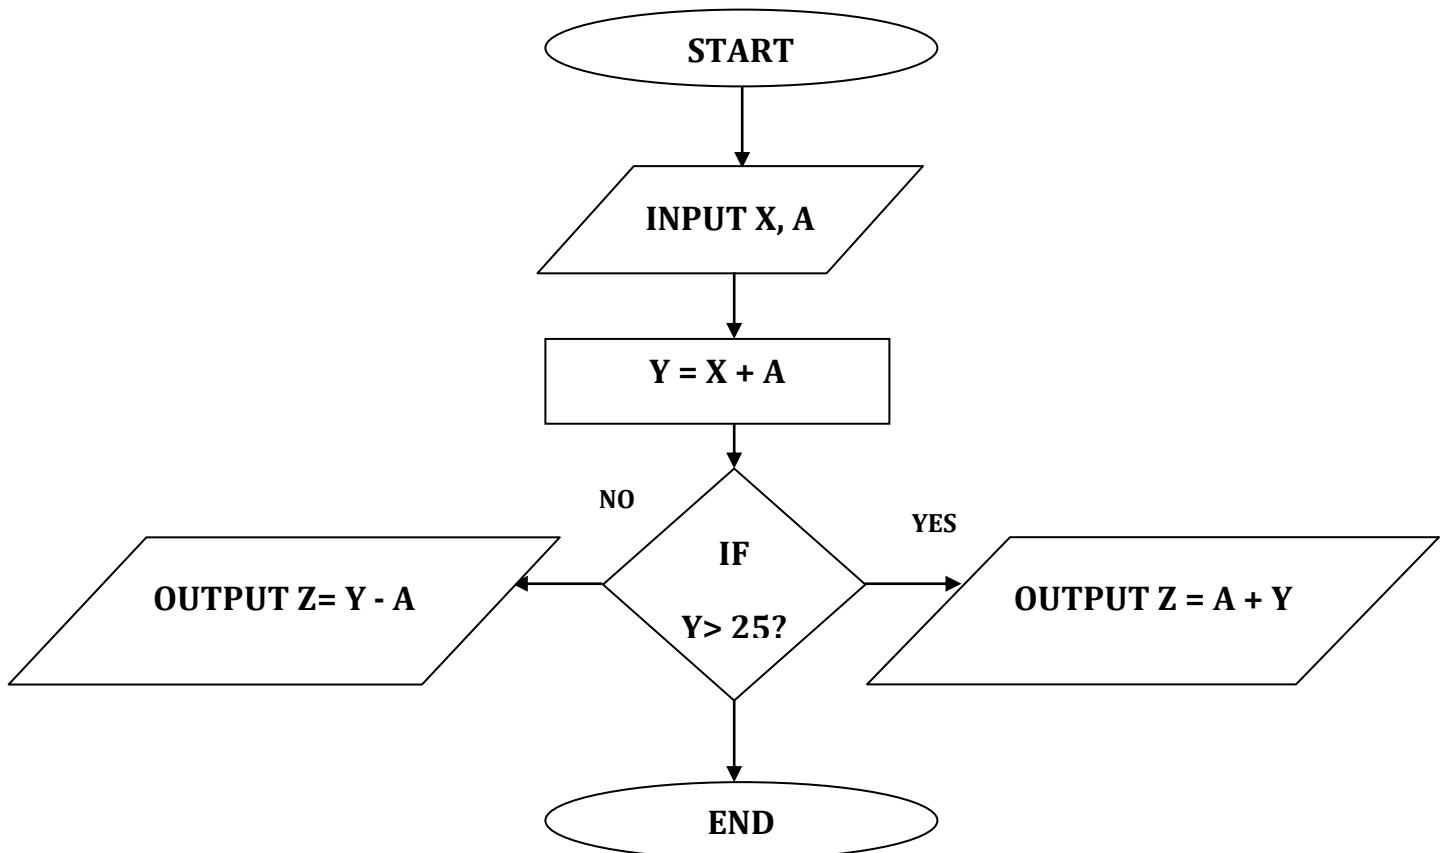 START
INPUT X, A
Y = X + A
NO
YES
IF
Y> 25?
OUTPUT Z= Y - A
OUTPUT Z = A + Y
END